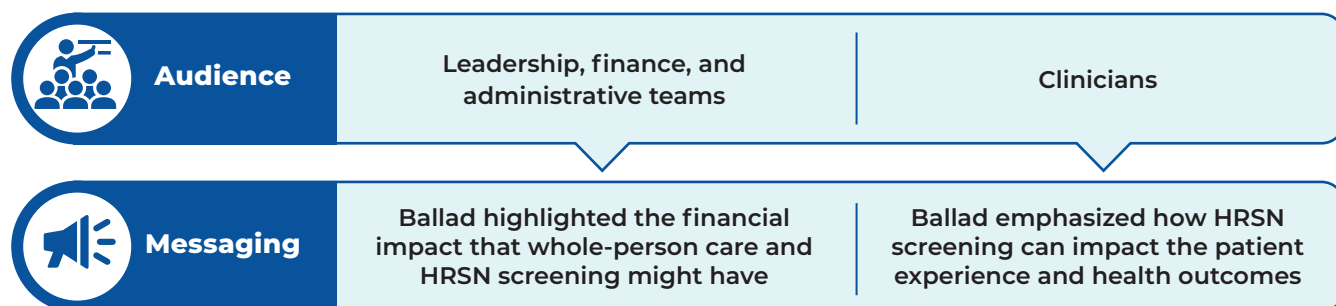 Audience
Leadership, finance, and
administrative teams
Clinicians
Messaging
Ballad highlighted the financial
impact that whole-person care and
HRSN screening might have
Ballad emphasized how HRSN
screening can impact the patient
experience and health outcomes